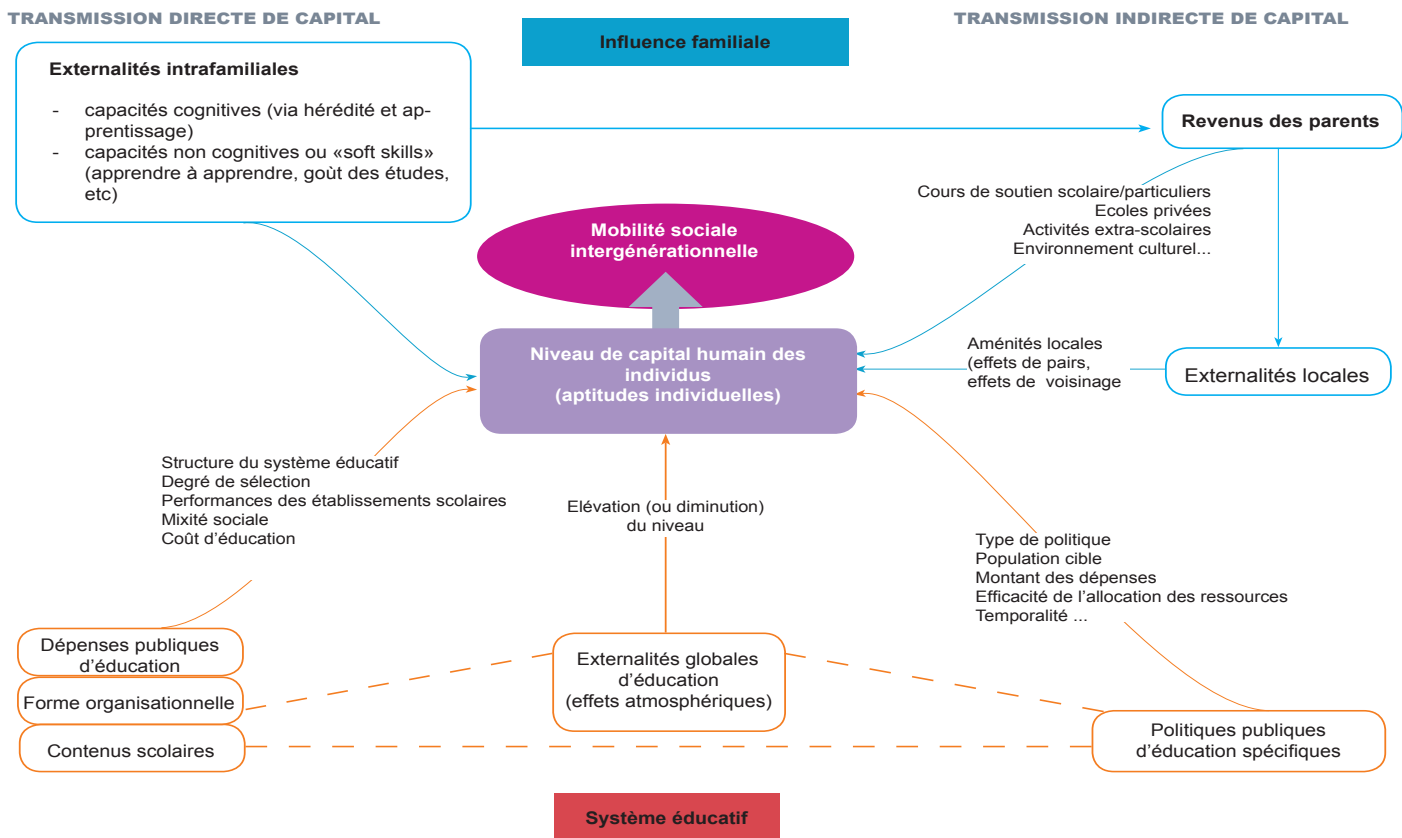 TRANSMISSION DIRECTE DE CAPITAL
TRANSMISSION INDIRECTE DE CAPITAL
Influence familiale
Externalités intrafamiliales
- capacités cognitives (via hérédité et ap-
prentissage)
- capacités non cognitives ou «soft skills»
(apprendre à apprendre, goùt des études,
etc)
Revenus des parents
Cours de soutien scolaire/particuliers
Ecoles privées
Activités extra-scolaires
Environnement culturel...
Mobilité sociale
intergénérationnelle
Niveau de capital humain des
individus
(aptitudes individuelles)
Aménités locales
(effets de pairs,
effets de voisinage
Externalités locales
Structure du système éducatif
Degré de sélection
Performances des établissements scolaires
Mixité sociale
Coût d’éducation
Elévation (ou diminution)
du niveau
Type de politique
Population cible
Montant des dépenses
Efficacité de l’allocation des ressources
Temporalité ...
Dépenses publiques
d’éducation
Forme organisationnelle
Contenus scolaires
Externalités globales
d’éducation
(effets atmosphériques)
Politiques publiques
d’éducation spécifiques
Système éducatif